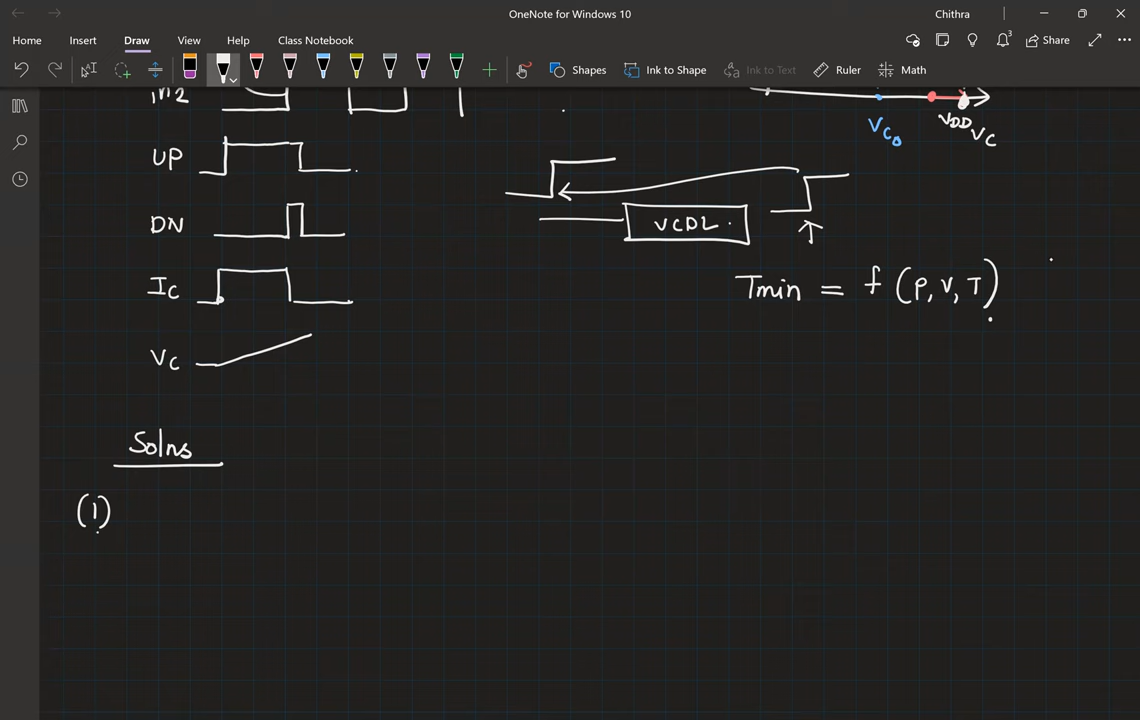 OneNote for Windows 10
Chithra
Home Insert Draw View Help Class Notebook
Share
Shapes Ink to Shape Ink to Text Ruler Math
in2
UP
DN
IC
VC
VC0 VDD VC
VCDL
Tmin = f (P, V, T)
Solns
(1)